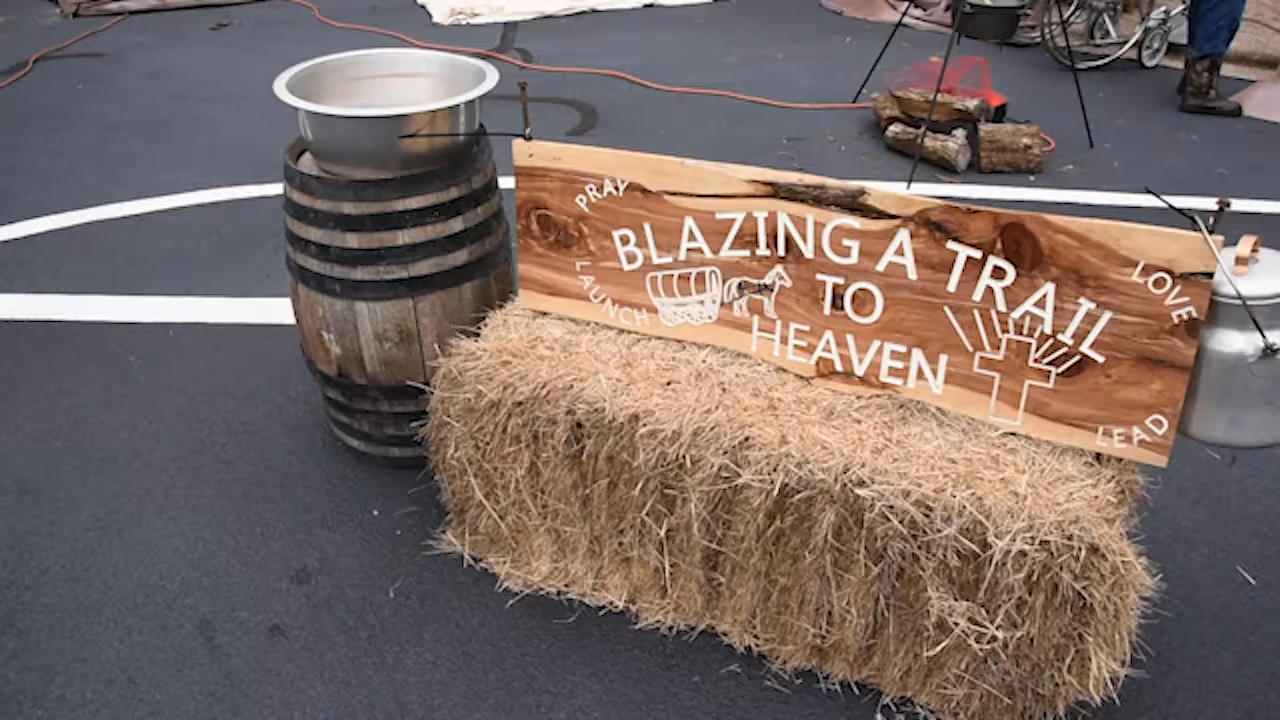 PRAY
BLAZING A TRAIL
TO
HEAVEN
LAUNCH
LOVE
LEAD